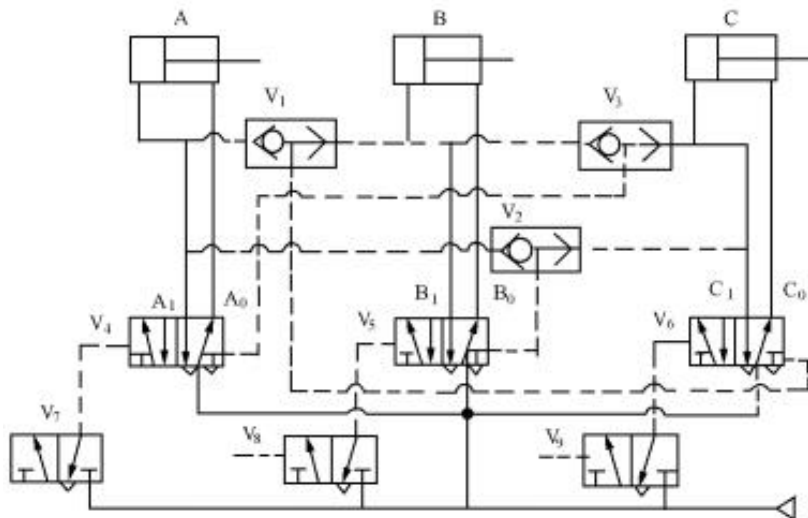 A B C
V1 V3
V2
A1 A0 B1 B0 C1 C0
V4 V5 V6
V7 V8 V9